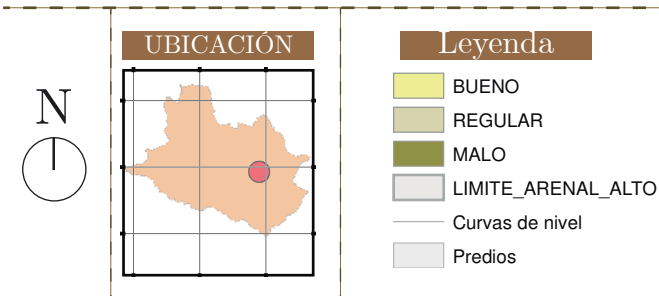 N
UBICACIÓN
Leyenda
BUENO
REGULAR
MALO
LIMITE_ARENAL_ALTO
Curvas de nivel
Predios